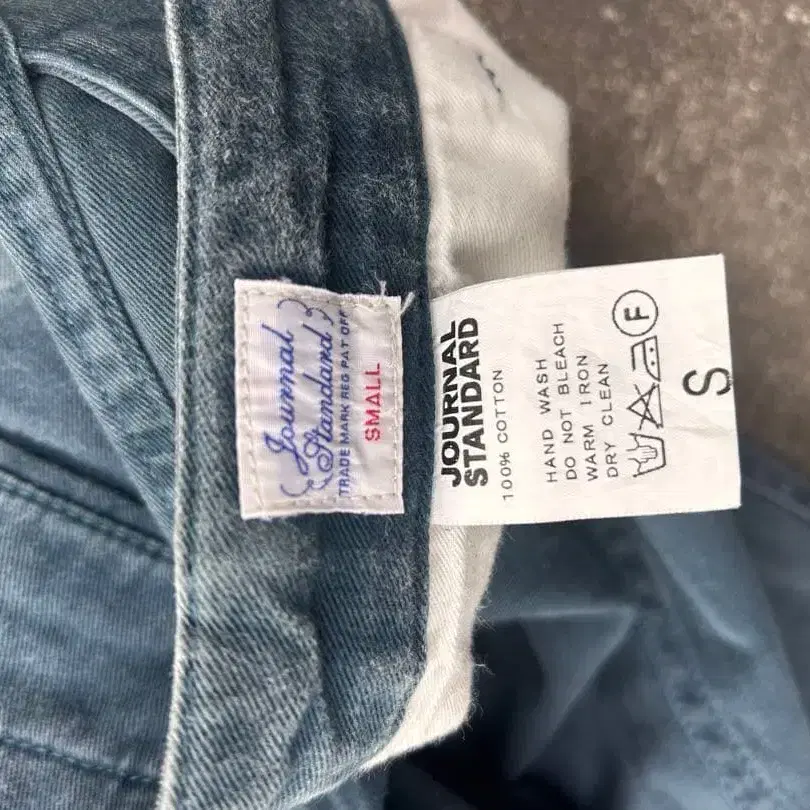 Journal
Standard
TRADE MARK REG PAT OFF
SMALL
JOURNAL
STANDARD
100% COTTON
HAND WASH
DO NOT BLEACH
WARM IRON
DRY CLEAN
F
S